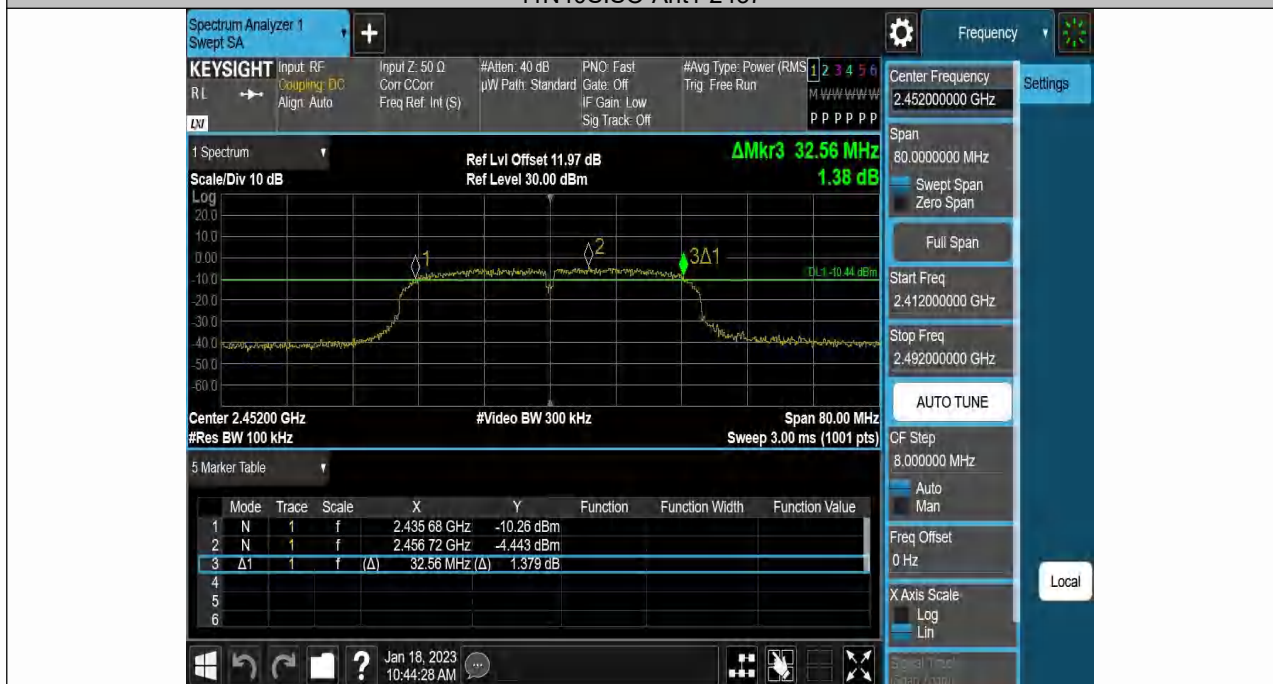 Spectrum Analyzer 1
Swept SA
+
Frequency
KEYSIGHT
RL
LXI
Input: RF
Coupling: DC
Align: Auto
Input Z: 50 Ω
Corr CCorr
Freq Ref: Int (S)
#Atten: 40 dB
µW Path: Standard
PNO: Fast
Gate: Off
IF Gain: Low
Sig Track: Off
#Avg Type: Power (RMS
Trig: Free Run
1 2 3 4 5 6
M W W W W W
P P P P P P
Center Frequency
2.452000000 GHz
Settings
Span
80.0000000 MHz
Swept Span
Zero Span
Full Span
Start Freq
2.412000000 GHz
Stop Freq
2.492000000 GHz
AUTO TUNE
CF Step
8.000000 MHz
Auto
Man
Freq Offset
0 Hz
X Axis Scale
Log
Lin
Local
1 Spectrum
Scale/Div 10 dB
Ref Lvl Offset 11.97 dB
Ref Level 30.00 dBm
ΔMkr3 32.56 MHz
1.38 dB
Log
20.0
10.0
0.00
-10.0
-20.0
-30.0
-40.0
-50.0
-60.0
1
2
3Δ1
DL1 -10.44 dBm
Center 2.45200 GHz
#Video BW 300 kHz
Span 80.00 MHz
#Res BW 100 kHz
Sweep 3.00 ms (1001 pts)
5 Marker Table
Mode Trace Scale X Y Function Function Width Function Value
1 N 1 f 2.435 68 GHz -10.26 dBm
2 N 1 f 2.456 72 GHz -4.443 dBm
3 Δ1 1 f (Δ) 32.56 MHz (Δ) 1.379 dB
4
5
6
?
Jan 18, 2023
10:44:28 AM